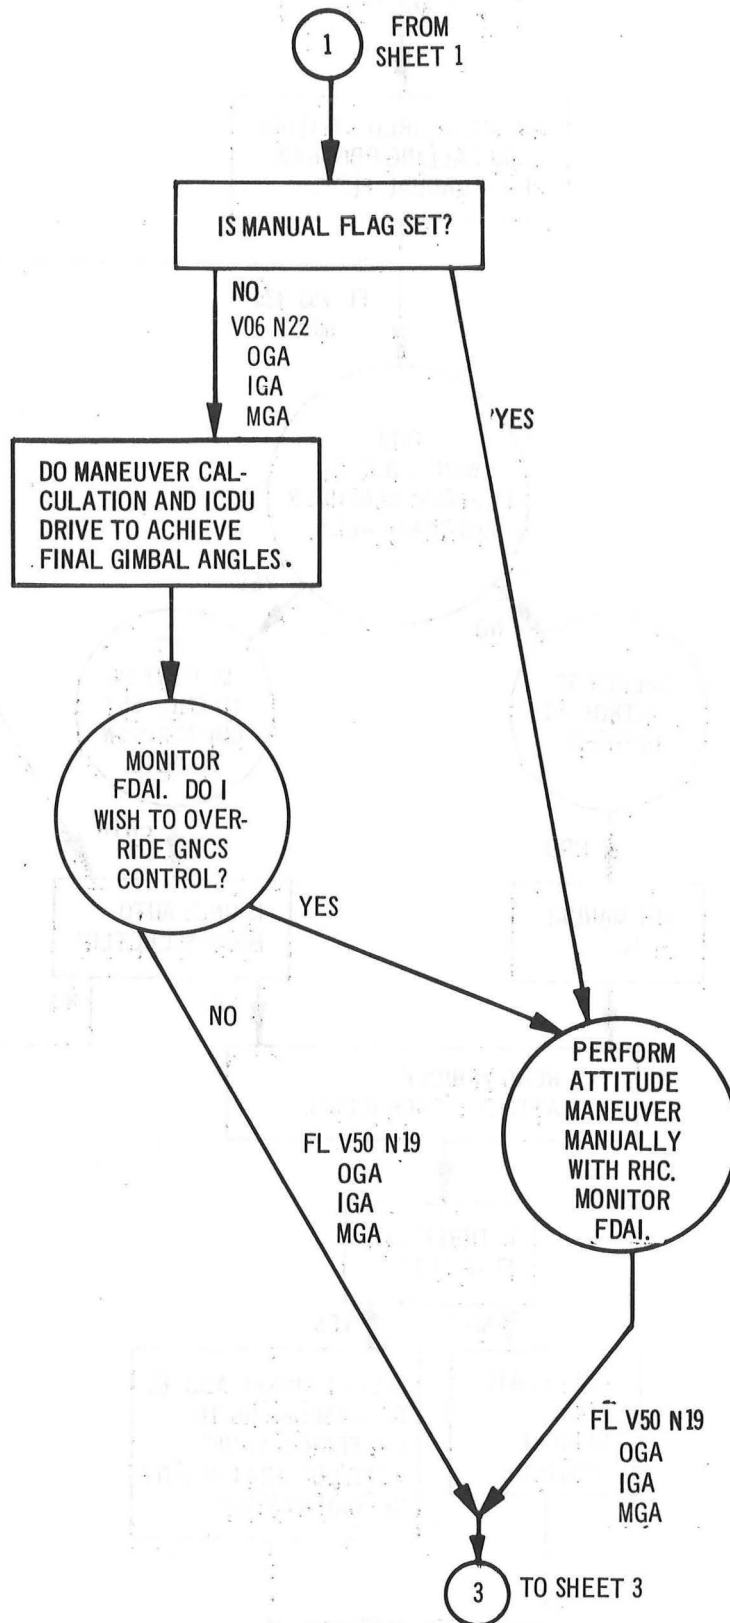 1
FROM
SHEET 1
IS MANUAL FLAG SET?
NO
V06 N22
OGA
IGA
MGA
YES
DO MANEUVER CAL-
CULATION AND ICDU
DRIVE TO ACHIEVE
FINAL GIMBAL ANGLES.
MONITOR
FDAI. DO I
WISH TO OVER-
RIDE GNCS
CONTROL?
YES
NO
PERFORM
ATTITUDE
MANEUVER
MANUALLY
WITH RHC.
MONITOR
FDAI.
FL V50 N19
OGA
IGA
MGA
FL V50 N19
OGA
IGA
MGA
3
TO SHEET 3